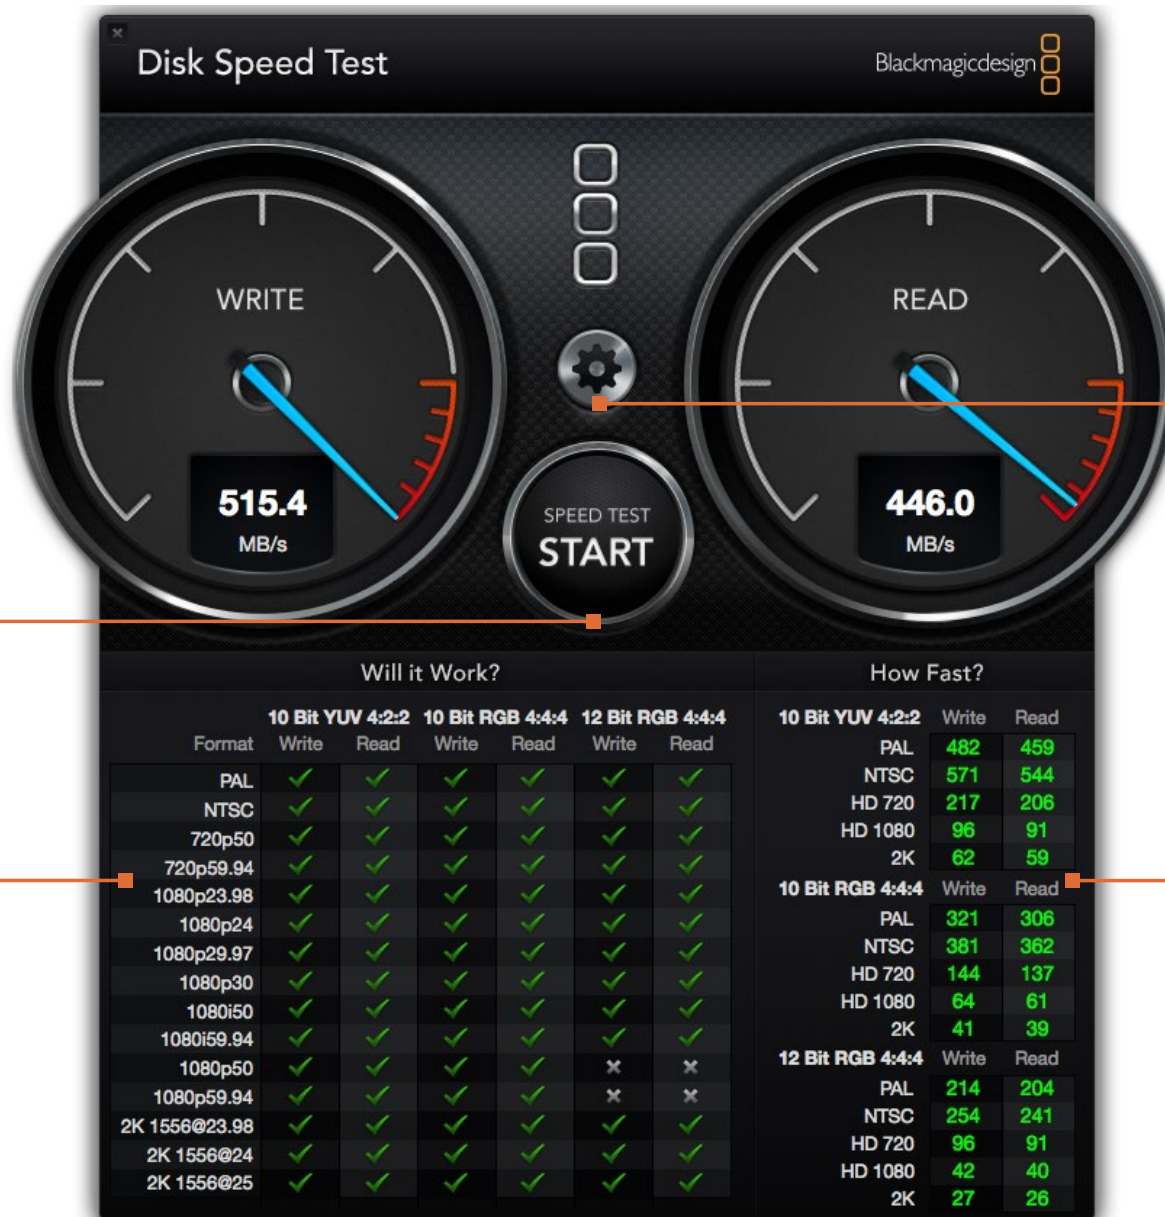 Disk Speed Test
Blackmagicdesign
WRITE
READ
515.4
MB/s
446.0
MB/s
SPEED TEST
START
Will it Work?
10 Bit YUV 4:2:2 10 Bit RGB 4:4:4 12 Bit RGB 4:4:4
Format Write Read Write Read Write Read
PAL
NTSC
720p50
720p59.94
1080p23.98
1080p24
1080p29.97
1080p30
1080i50
1080i59.94
1080p50
1080p59.94
2K 1556@23.98
2K 1556@24
2K 1556@25
How Fast?
10 Bit YUV 4:2:2 Write Read
PAL 482 459
NTSC 571 544
HD 720 217 206
HD 1080 96 91
2K 62 59
10 Bit RGB 4:4:4 Write Read
PAL 321 306
NTSC 381 362
HD 720 144 137
HD 1080 64 61
2K 41 39
12 Bit RGB 4:4:4 Write Read
PAL 214 204
NTSC 254 241
HD 720 96 91
HD 1080 42 40
2K 27 26